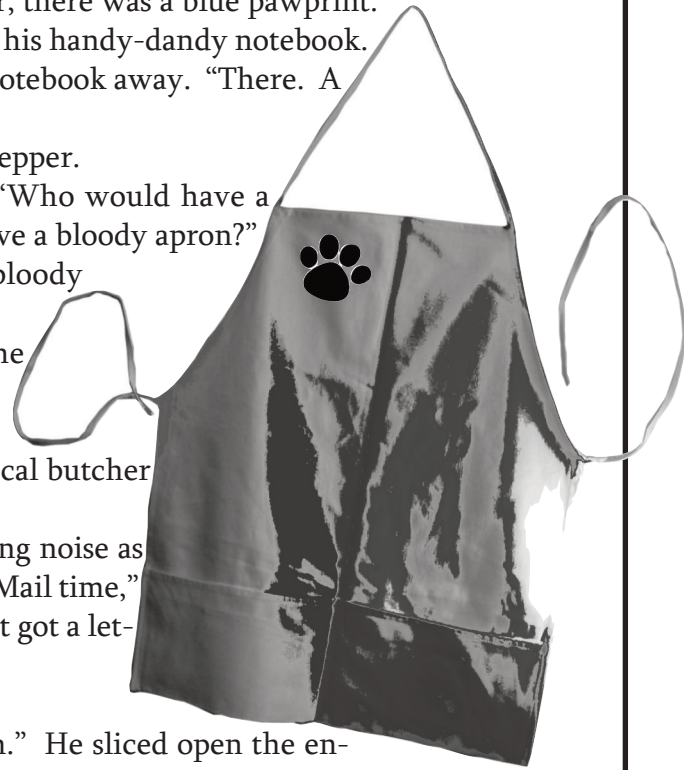 r, there was a blue pawprint.
his handy-dandy notebook.
otebook away. “There. A
epper.
“Who would have a
ve a bloody apron?”
bloody
cal butcher
ng noise as
Mail time,”
t got a let-
n.” He sliced open the en-